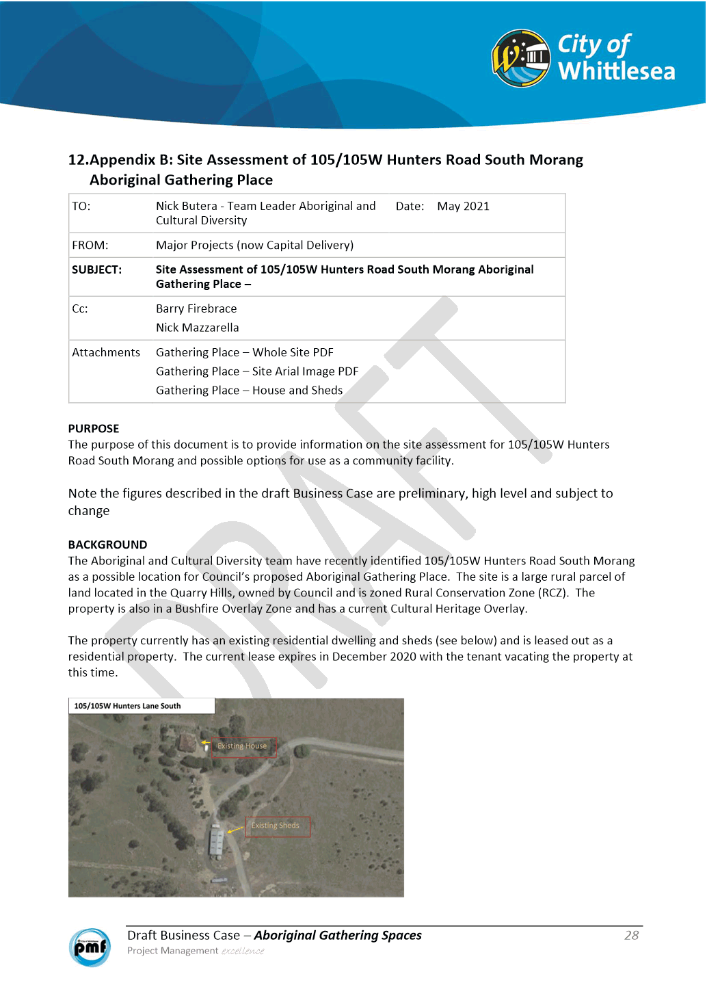 City of
Whittlesea
12.Appendix B: Site Assessment of 105/105W Hunters Road South Morang
Aboriginal Gathering Place
TO: Nick Butera - Team Leader Aboriginal and Date: May 2021
Cultural Diversity
FROM: Major Projects (now Capital Delivery)
SUBJECT: Site Assessment of 105/105W Hunters Road South Morang Aboriginal
Gathering Place –
Cc: Barry Firebrace
Nick Mazzarella
Attachments Gathering Place – Whole Site PDF
Gathering Place – Site Arial Image PDF
Gathering Place – House and Sheds
DRAFT
PURPOSE
The purpose of this document is to provide information on the site assessment for 105/105W Hunters
Road South Morang and possible options for use as a community facility.
Note the figures described in the draft Business Case are preliminary, high level and subject to
change
BACKGROUND
The Aboriginal and Cultural Diversity team have recently identified 105/105W Hunters Road South Morang
as a possible location for Council’s proposed Aboriginal Gathering Place. The site is a large rural parcel of
land located in the Quarry Hills, owned by Council and is zoned Rural Conservation Zone (RCZ). The
property is also in a Bushfire Overlay Zone and has a current Cultural Heritage Overlay.
The property currently has an existing residential dwelling and sheds (see below) and is leased out as a
residential property. The current lease expires in December 2020 with the tenant vacating the property at
this time.
105/105W Hunters Lane South
Existing House
Existing Sheds
City of Whittlesea
pmf
Draft Business Case – Aboriginal Gathering Spaces 28
Project Management excellence